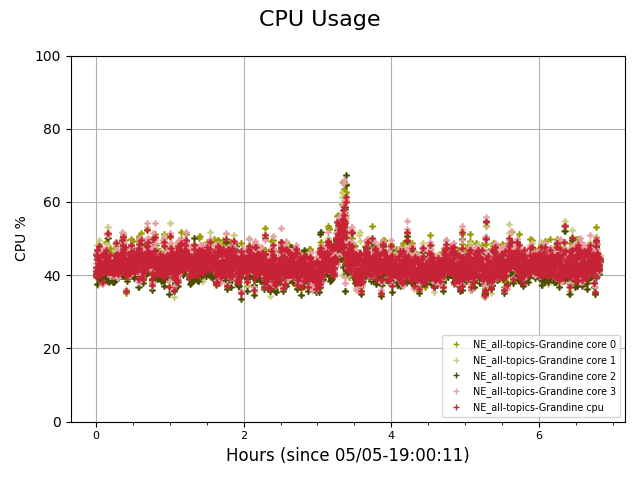 CPU Usage
100
80
60
40
20
0
CPU %
0
2
4
6
Hours (since 05/05-19:00:11)
NE_all-topics-Grandine core 0
NE_all-topics-Grandine core 1
NE_all-topics-Grandine core 2
NE_all-topics-Grandine core 3
NE_all-topics-Grandine cpu